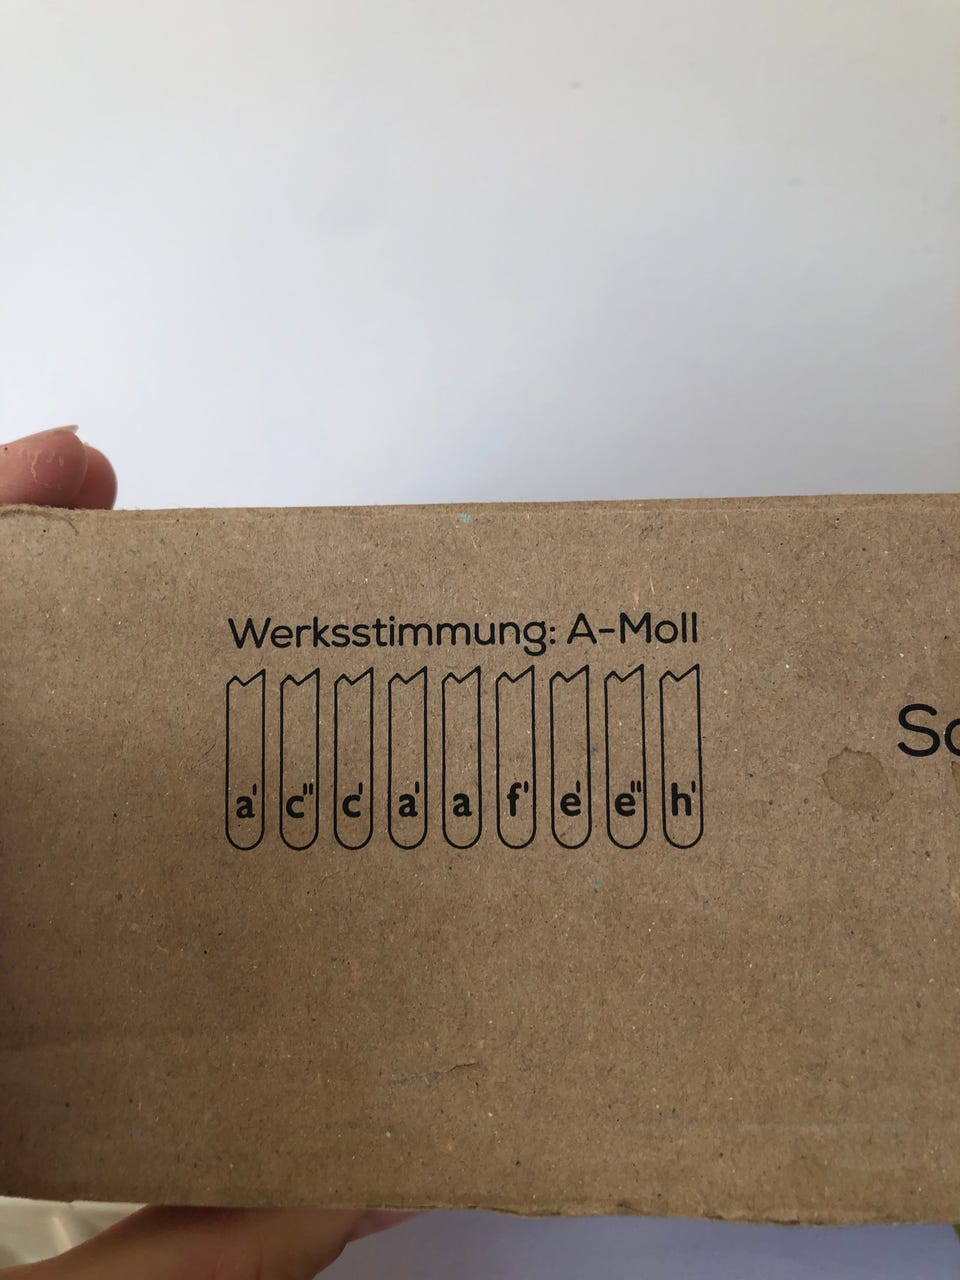 Werksstimmung: A-Moll
a' c" c' a' a f' e' e" h'